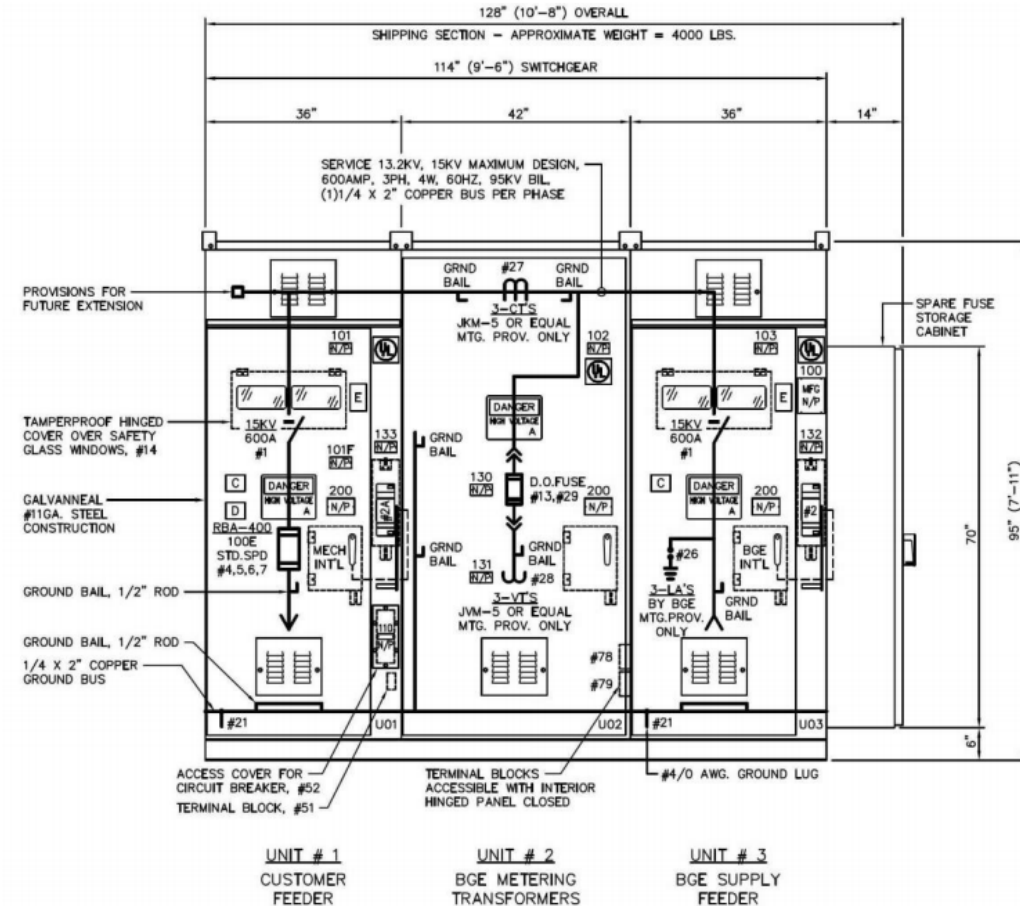 128" (10'-8") OVERALL
SHIPPING SECTION - APPROXIMATE WEIGHT = 4000 LBS.
114" (9'-6") SWITCHGEAR
36"
42"
36"
14"
SERVICE 13.2KV, 15KV MAXIMUM DESIGN,
600AMP, 3PH, 4W, 60HZ, 95KV BIL,
(1)1/4 X 2" COPPER BUS PER PHASE
PROVISIONS FOR
FUTURE EXTENSION
TAMPERPROOF HINGED
COVER OVER SAFETY
GLASS WINDOWS, #14
GALVANNEAL
#11GA. STEEL
CONSTRUCTION
GROUND BAIL, 1/2" ROD
GROUND BAIL, 1/2" ROD
1/4 X 2" COPPER
GROUND BUS
101
N/P
UL
E
15KV
600A
#1
101F
N/P
133
N/P
C
D
DANGER
HIGH VOLTAGE
A
200
N/P
#2A
RBA-400
100E
STD.SPD
#4,5,6,7
MECH
INT'L
110
N/P
#21
U01
GRND
BAIL
#27
GRND
BAIL
3-CT'S
JKM-5 OR EQUAL
MTG. PROV. ONLY
102
N/P
UL
DANGER
HIGH VOLTAGE
A
GRND
BAIL
130
N/P
D.O.FUSE
#13,#29
200
N/P
GRND
BAIL
GRND
BAIL
131
N/P
#28
3-VT'S
JVM-5 OR EQUAL
MTG. PROV. ONLY
#78
#79
U02
103
N/P
UL
100
MFG
N/P
E
15KV
600A
#1
132
N/P
C
DANGER
HIGH VOLTAGE
A
200
N/P
#2
#26
BGE
INT'L
3-LA'S
BY BGE
MTG.PROV.
ONLY
GRND
BAIL
#21
U03
SPARE FUSE
STORAGE
CABINET
70"
95" (7'-11")
6"
ACCESS COVER FOR
CIRCUIT BREAKER, #52
TERMINAL BLOCK, #51
TERMINAL BLOCKS
ACCESSIBLE WITH INTERIOR
HINGED PANEL CLOSED
#4/0 AWG. GROUND LUG
UNIT # 1
CUSTOMER
FEEDER
UNIT # 2
BGE METERING
TRANSFORMERS
UNIT # 3
BGE SUPPLY
FEEDER